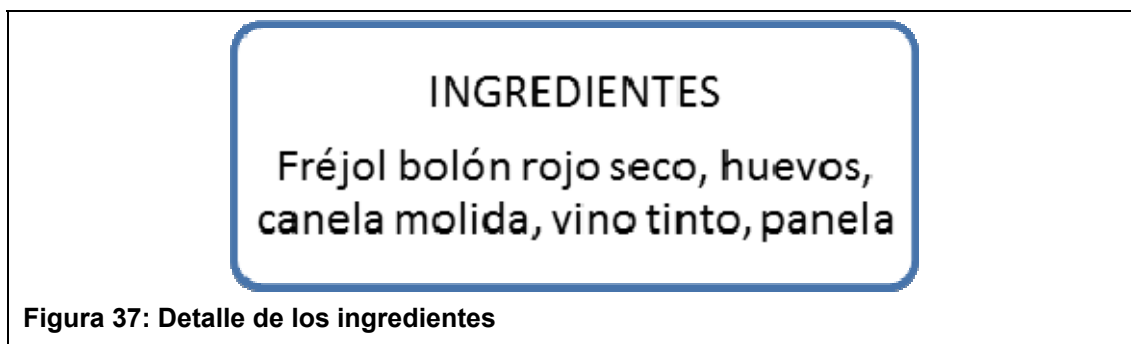 INGREDIENTES
Fréjol bolón rojo seco, huevos,
canela molida, vino tinto, panela
Figura 37: Detalle de los ingredientes